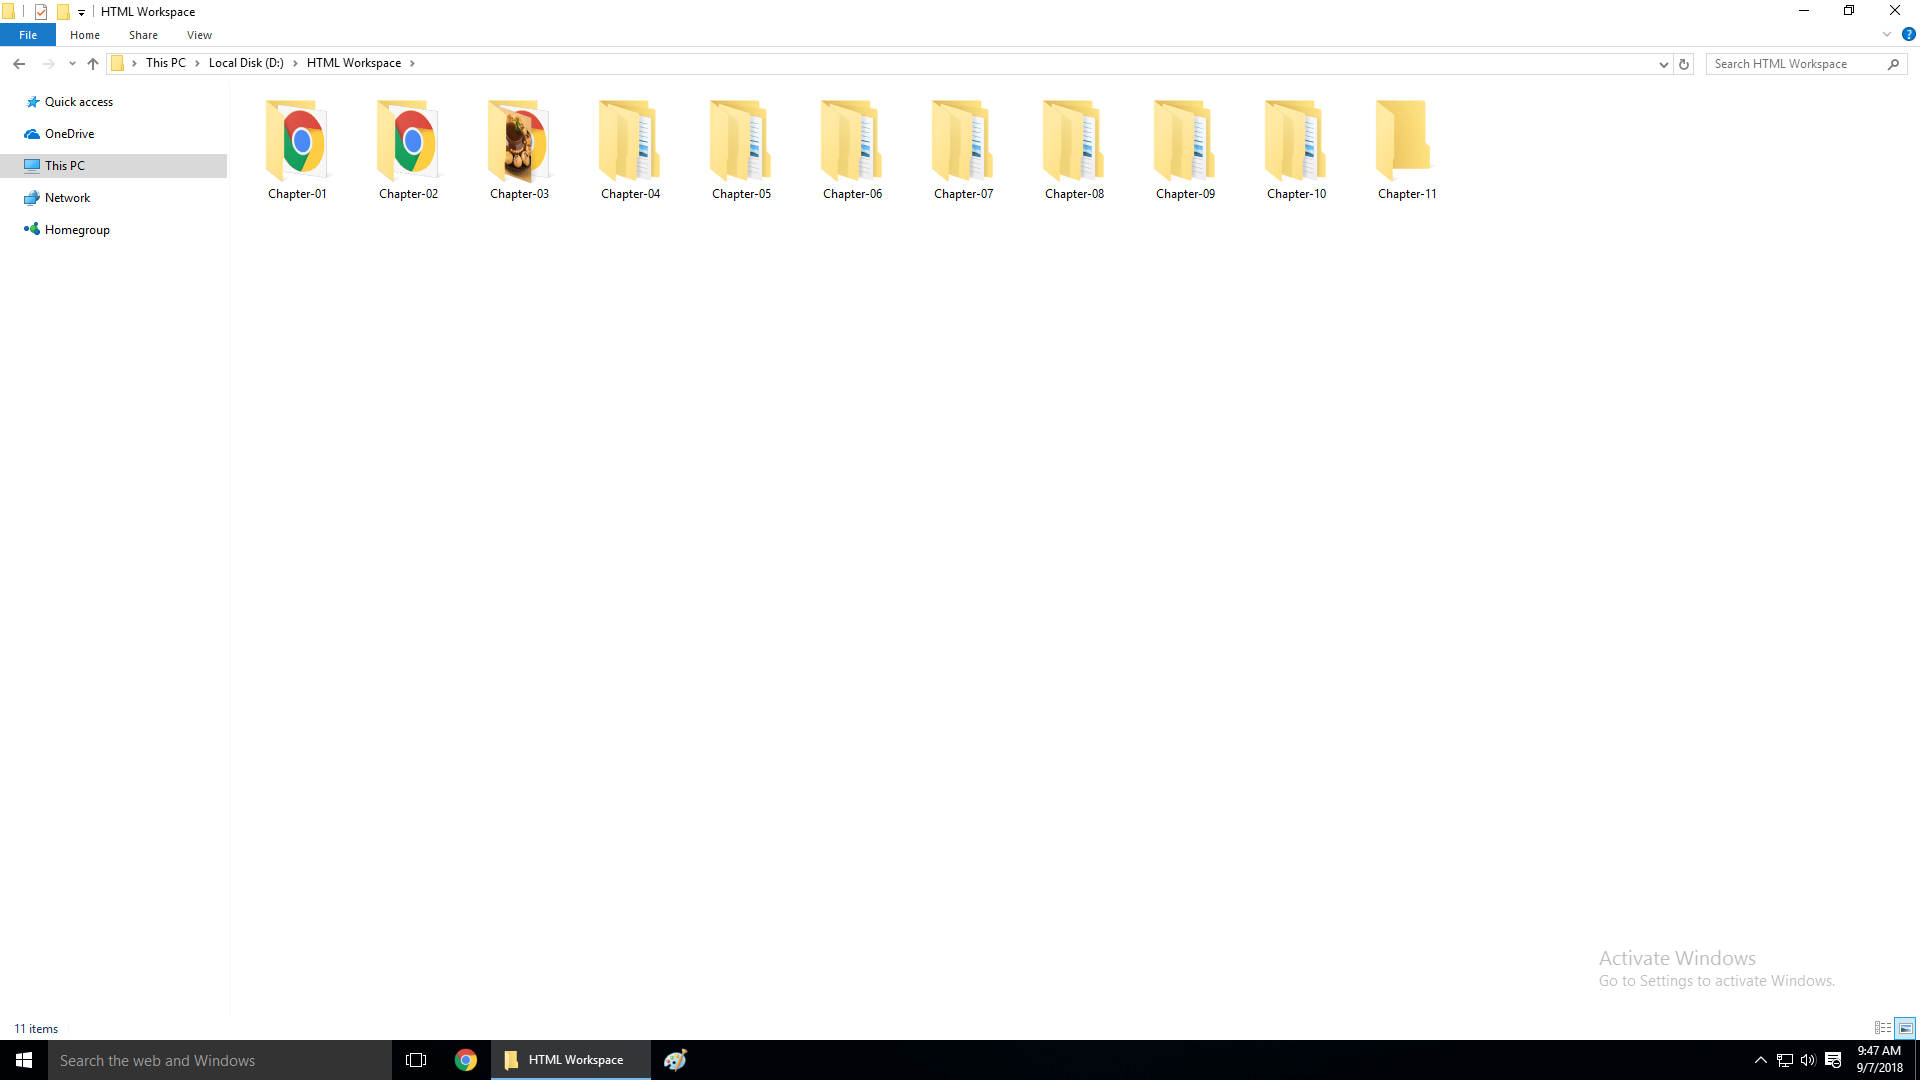 HTML Workspace
File Home Share View
This PC Local Disk (D:) HTML Workspace
Search HTML Workspace
Quick access
OneDrive
This PC
Network
Homegroup
Chapter-01 Chapter-02 Chapter-03 Chapter-04 Chapter-05 Chapter-06 Chapter-07 Chapter-08 Chapter-09 Chapter-10 Chapter-11
Activate Windows
Go to Settings to activate Windows.
11 items
Search the web and Windows
HTML Workspace
9:47 AM
9/7/2018